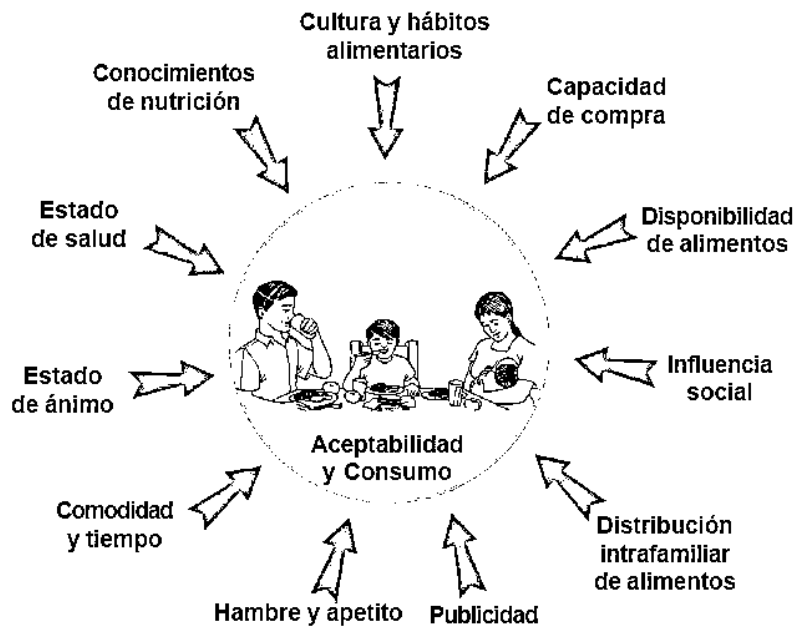 Cultura y hábitos
alimentarios
Capacidad
de compra
Disponibilidad
de alimentos
Influencia
social
Distribución
intrafamiliar
de alimentos
Publicidad
Hambre y apetito
Comodidad
y tiempo
Estado
de ánimo
Estado
de salud
Conocimientos
de nutrición
Aceptabilidad
y Consumo